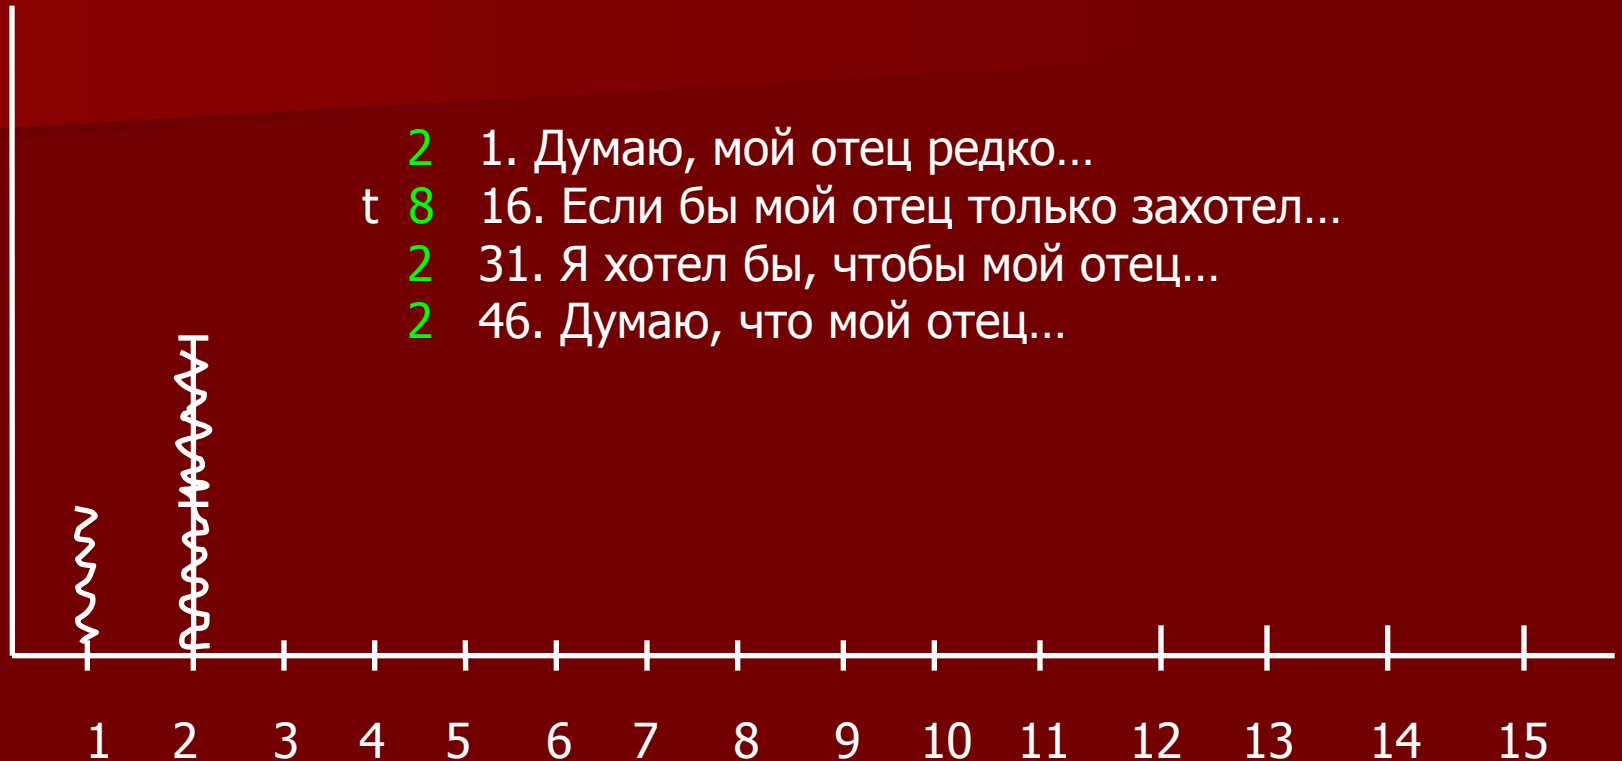 2 1. Думаю, мой отец редко…
t 8 16. Если бы мой отец только захотел…
2 31. Я хотел бы, чтобы мой отец…
2 46. Думаю, что мой отец…
1 2 3 4 5 6 7 8 9 10 11 12 13 14 15